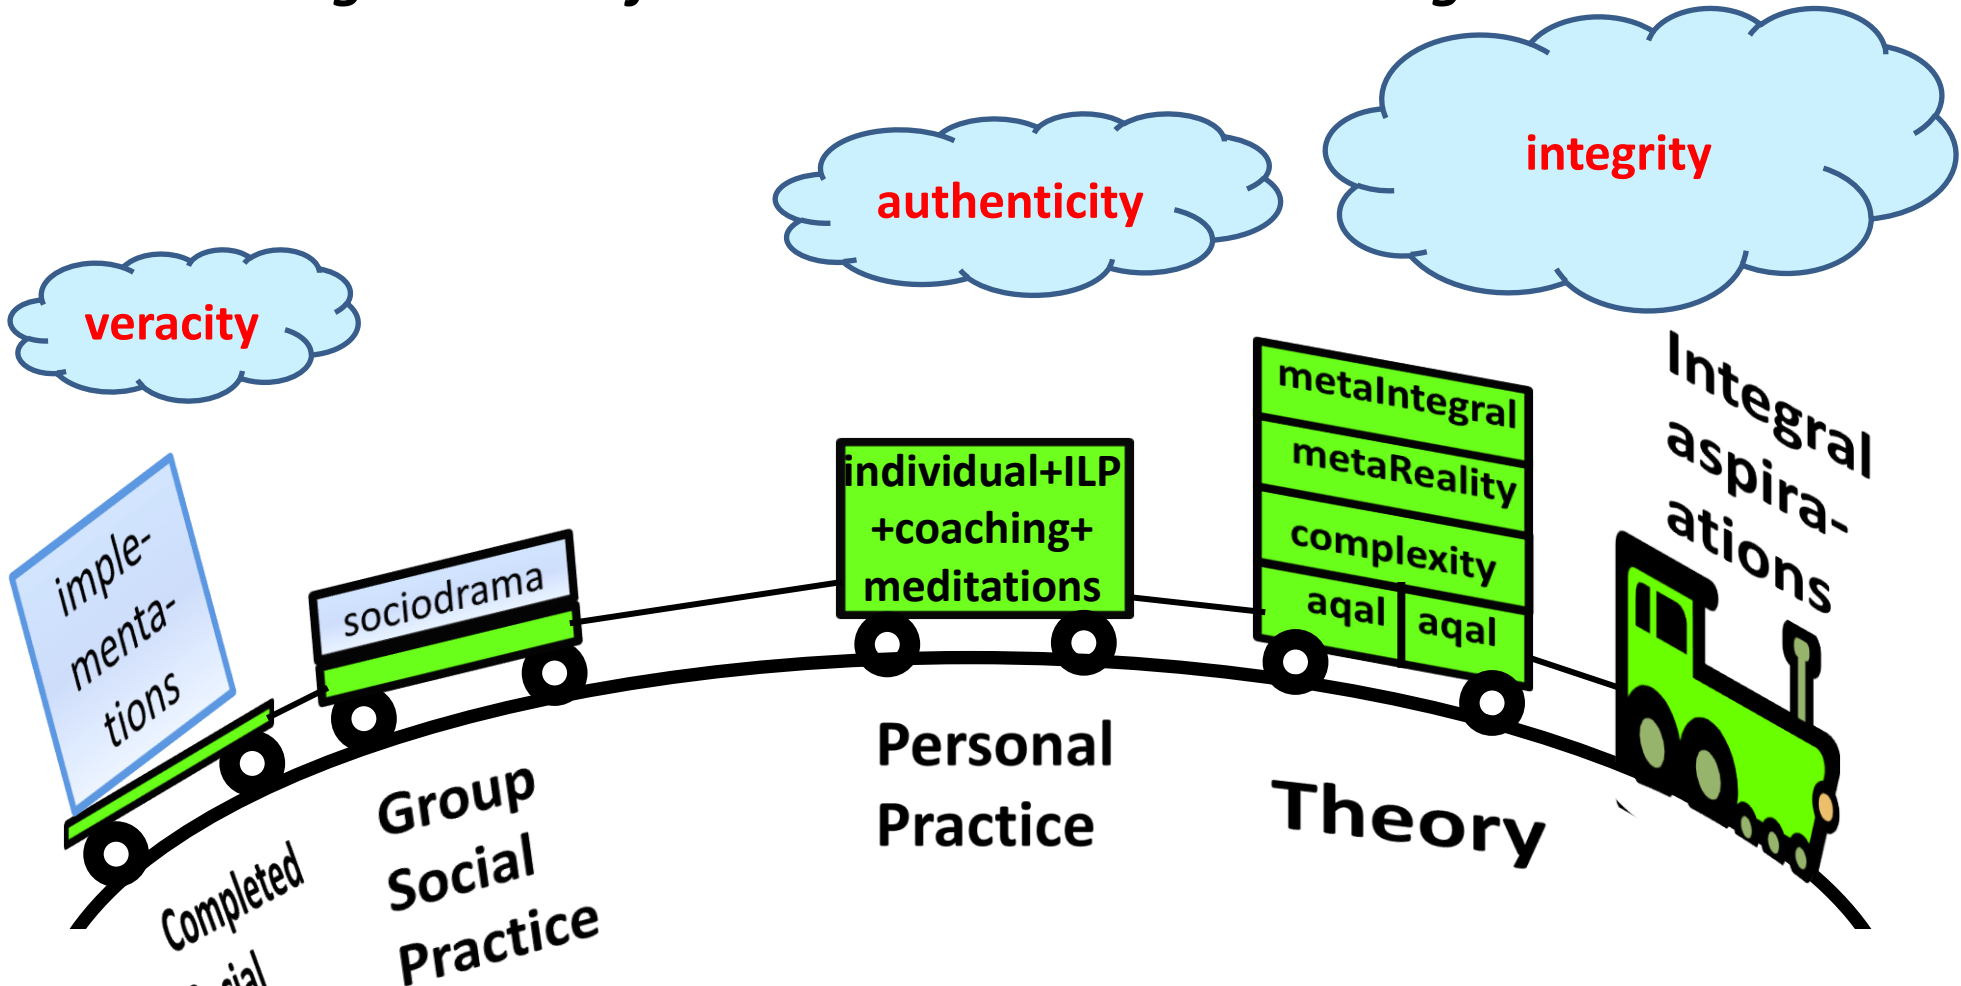 integrity
authenticity
veracity
Integral
aspira-
ations
metaIntegral
metaReality
complexity
aqal aqal
individual+ILP
+coaching+
meditations
sociodrama
imple-
menta-
tions
Theory
Personal
Practice
Group
Social
Practice
Completed